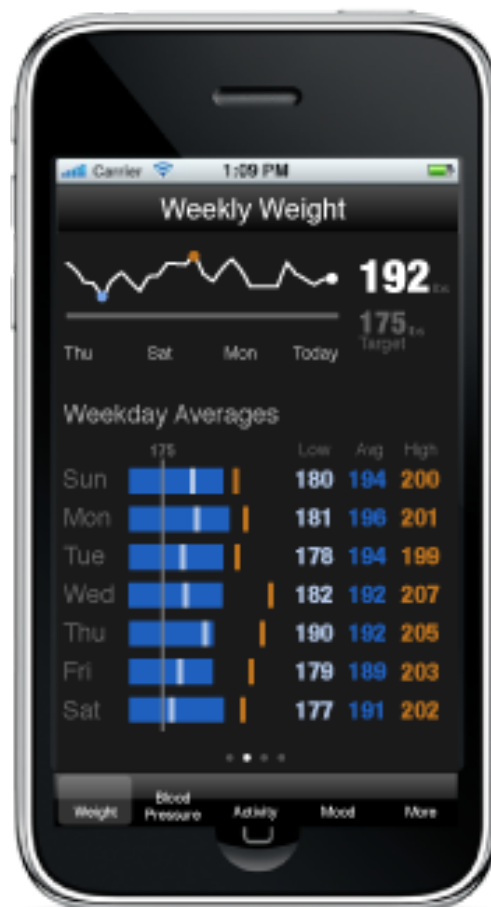 Carrier 1:09 PM
Weekly Weight
192 lbs
175 lbs
Target
Thu Sat Mon Today
Weekday Averages
175 Low Avg High
Sun 180 194 200
Mon 181 196 201
Tue 178 194 199
Wed 182 192 207
Thu 190 192 205
Fri 179 189 203
Sat 177 191 202
Weight Blood Pressure Activity Mood More